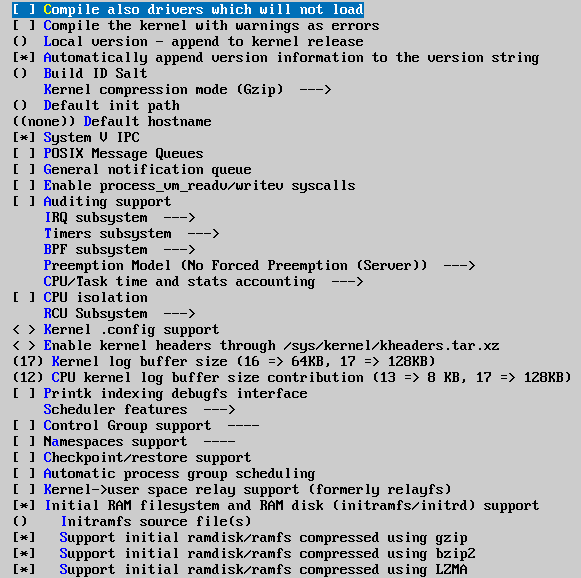 [ ] Compile also drivers which will not load
[ ] Compile the kernel with warnings as errors
() Local version - append to kernel release
[*] Automatically append version information to the version string
() Build ID Salt
Kernel compression mode (Gzip) --->
() Default init path
((none)) Default hostname
[*] System V IPC
[ ] POSIX Message Queues
[ ] General notification queue
[ ] Enable process_vm_readv/writev syscalls
[ ] Auditing support
IRQ subsystem --->
Timers subsystem --->
BPF subsystem --->
Preemption Model (No Forced Preemption (Server)) --->
CPU/Task time and stats accounting --->
[ ] CPU isolation
RCU Subsystem --->
< > Kernel .config support
< > Enable kernel headers through /sys/kernel/kheaders.tar.xz
(17) Kernel log buffer size (16 => 64KB, 17 => 128KB)
(12) CPU kernel log buffer size contribution (13 => 8 KB, 17 => 128KB)
[ ] Printk indexing debugfs interface
Scheduler features --->
[ ] Control Group support ----
[ ] Namespaces support ----
[ ] Checkpoint/restore support
[ ] Automatic process group scheduling
[ ] Kernel->user space relay support (formerly relayfs)
[*] Initial RAM filesystem and RAM disk (initramfs/initrd) support
() Initramfs source file(s)
[*] Support initial ramdisk/ramfs compressed using gzip
[*] Support initial ramdisk/ramfs compressed using bzip2
[*] Support initial ramdisk/ramfs compressed using LZMA